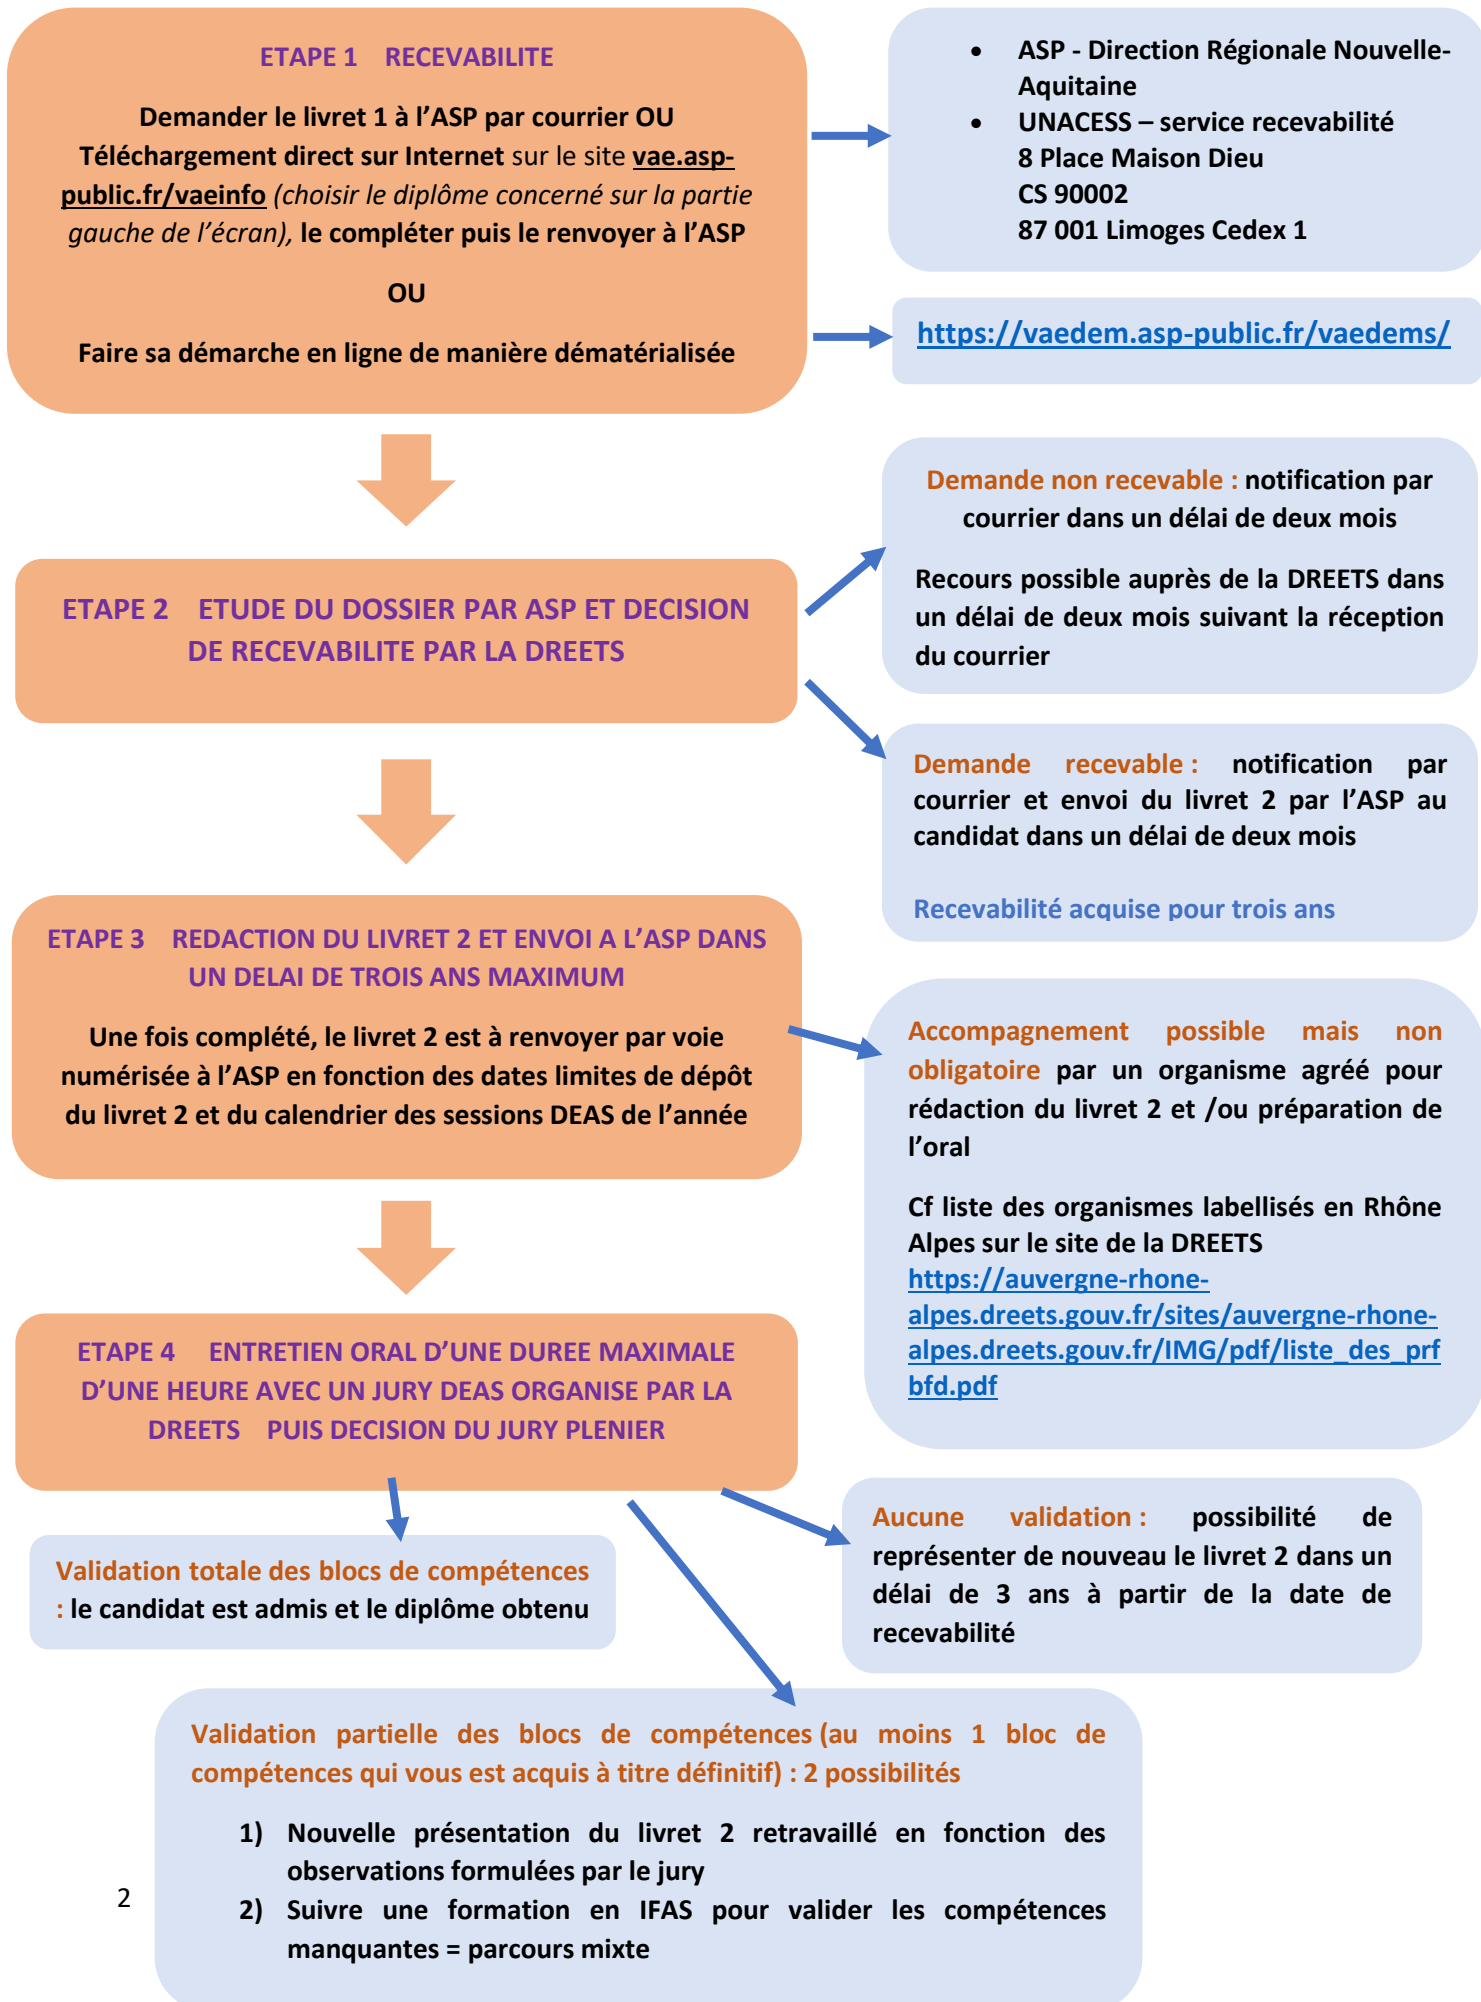 ETAPE 1 RECEVABILITE
Demander le livret 1 à l’ASP par courrier OU
Téléchargement direct sur Internet sur le site vae.asp-
public.fr/vaeinfo (choisir le diplôme concerné sur la partie
gauche de l’écran), le compléter puis le renvoyer à l’ASP
OU
Faire sa démarche en ligne de manière dématérialisée
• ASP - Direction Régionale Nouvelle-
Aquitaine
• UNACESS – service recevabilité
8 Place Maison Dieu
CS 90002
87 001 Limoges Cedex 1
https://vaedem.asp-public.fr/vaedems/
ETAPE 2 ETUDE DU DOSSIER PAR ASP ET DECISION
DE RECEVABILITE PAR LA DREETS
Demande non recevable : notification par
courrier dans un délai de deux mois
Recours possible auprès de la DREETS dans
un délai de deux mois suivant la réception
du courrier
Demande recevable : notification par
courrier et envoi du livret 2 par l’ASP au
candidat dans un délai de deux mois
Recevabilité acquise pour trois ans
ETAPE 3 REDACTION DU LIVRET 2 ET ENVOI A L’ASP DANS
UN DELAI DE TROIS ANS MAXIMUM
Une fois complété, le livret 2 est à renvoyer par voie
numérisée à l’ASP en fonction des dates limites de dépôt
du livret 2 et du calendrier des sessions DEAS de l’année
Accompagnement possible mais non
obligatoire par un organisme agréé pour
rédaction du livret 2 et /ou préparation de
l’oral
Cf liste des organismes labellisés en Rhône
Alpes sur le site de la DREETS
https://auvergne-rhone-
alpes.dreets.gouv.fr/sites/auvergne-rhone-
alpes.dreets.gouv.fr/IMG/pdf/liste_des_prf
bfd.pdf
ETAPE 4 ENTRETIEN ORAL D’UNE DUREE MAXIMALE
D’UNE HEURE AVEC UN JURY DEAS ORGANISE PAR LA
DREETS PUIS DECISION DU JURY PLENIER
Validation totale des blocs de compétences
: le candidat est admis et le diplôme obtenu
Aucune validation : possibilité de
représenter de nouveau le livret 2 dans un
délai de 3 ans à partir de la date de
recevabilité
Validation partielle des blocs de compétences (au moins 1 bloc de
compétences qui vous est acquis à titre définitif) : 2 possibilités
1) Nouvelle présentation du livret 2 retravaillé en fonction des
observations formulées par le jury
2) Suivre une formation en IFAS pour valider les compétences
manquantes = parcours mixte
2